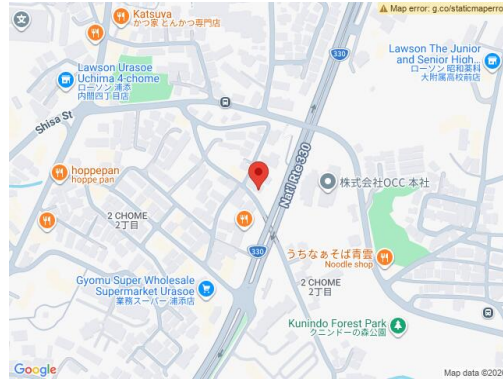 Map error: g.co/staticmaperro
Katsuya
かつ家 とんかつ専門店
Lawson Urasoe
Uchima 4-chome
ローソン 浦添
内間四丁目店
Lawson The Junior
and Senior High...
ローソン 昭和薬科
大附属高校前店
Shisa St
Nat'l Rte 330
hoppepan
hoppe pan
株式会社OCC 本社
2 CHOME
2丁目
330
うちなぁそば青雲
Noodle shop
Gyomu Super Wholesale
Supermarket Urasoe
業務スーパー 浦添店
2 CHOME
2丁目
Kunindo Forest Park
クニンドーの森公園
Google
Map data ©2026